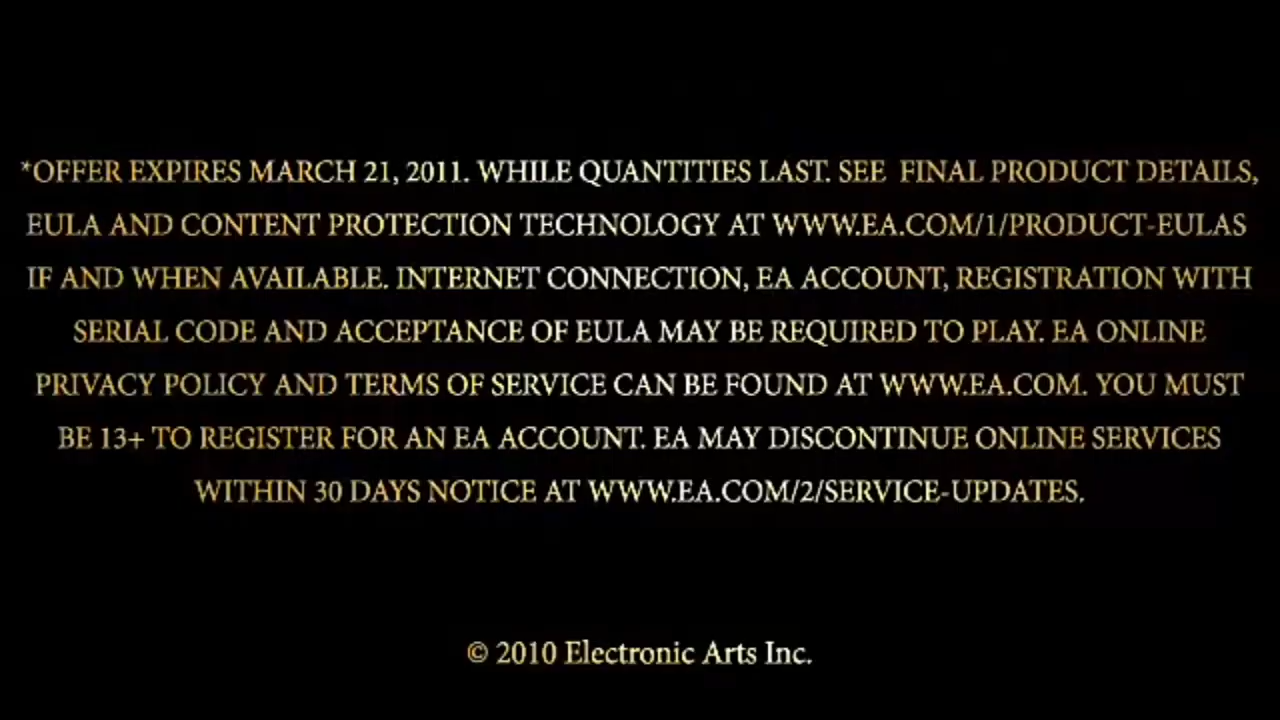 *OFFER EXPIRES MARCH 21, 2011. WHILE QUANTITIES LAST. SEE FINAL PRODUCT DETAILS,
EULA AND CONTENT PROTECTION TECHNOLOGY AT WWW.EA.COM/1/PRODUCT-EULAS
IF AND WHEN AVAILABLE. INTERNET CONNECTION, EA ACCOUNT, REGISTRATION WITH
SERIAL CODE AND ACCEPTANCE OF EULA MAY BE REQUIRED TO PLAY. EA ONLINE
PRIVACY POLICY AND TERMS OF SERVICE CAN BE FOUND AT WWW.EA.COM. YOU MUST
BE 13+ TO REGISTER FOR AN EA ACCOUNT. EA MAY DISCONTINUE ONLINE SERVICES
WITHIN 30 DAYS NOTICE AT WWW.EA.COM/2/SERVICE-UPDATES.
© 2010 Electronic Arts Inc.